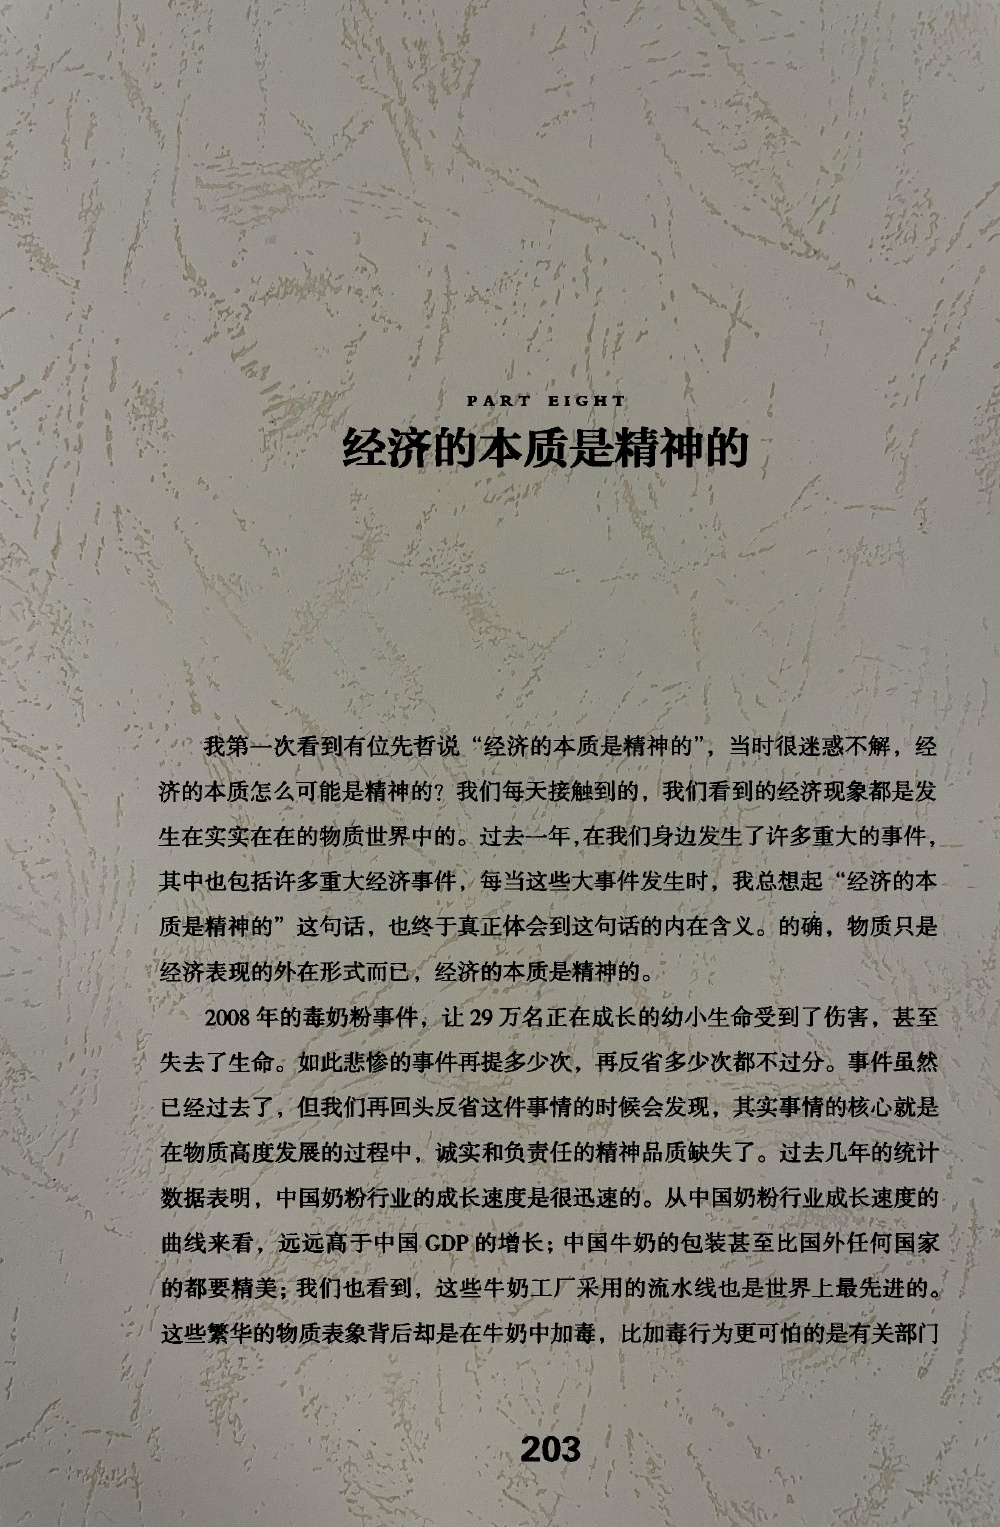 PART EIGHT
经济的本质是精神的
我第一次看到有位先哲说“经济的本质是精神的”，当时很迷惑不解，经
济的本质怎么可能是精神的？我们每天接触到的，我们看到的经济现象都是发
生在实实在在的物质世界中的。过去一年，在我们身边发生了许多重大的事件，
其中也包括许多重大经济事件，每当这些大事件发生时，我总想起“经济的本
质是精神的”这句话，也终于真正体会到这句话的内在含义。的确，物质只是
经济表现的外在形式而已，经济的本质是精神的。
2008 年的毒奶粉事件，让 29 万名正在成长的幼小生命受到了伤害，甚至
失去了生命。如此悲惨的事件再提多少次，再反省多少次都不过分。事件虽然
已经过去了，但我们再回头反省这件事情的时候会发现，其实事情的核心就是
在物质高度发展的过程中，诚实和负责任的精神品质缺失了。过去几年的统计
数据表明，中国奶粉行业的成长速度是很迅速的。从中国奶粉行业成长速度的
曲线来看，远远高于中国 GDP 的增长；中国牛奶的包装甚至比国外任何国家
的都要精美；我们也看到，这些牛奶工厂采用的流水线也是世界上最先进的。
这些繁华的物质表象背后却是在牛奶中加毒，比加毒行为更可怕的是有关部门
203